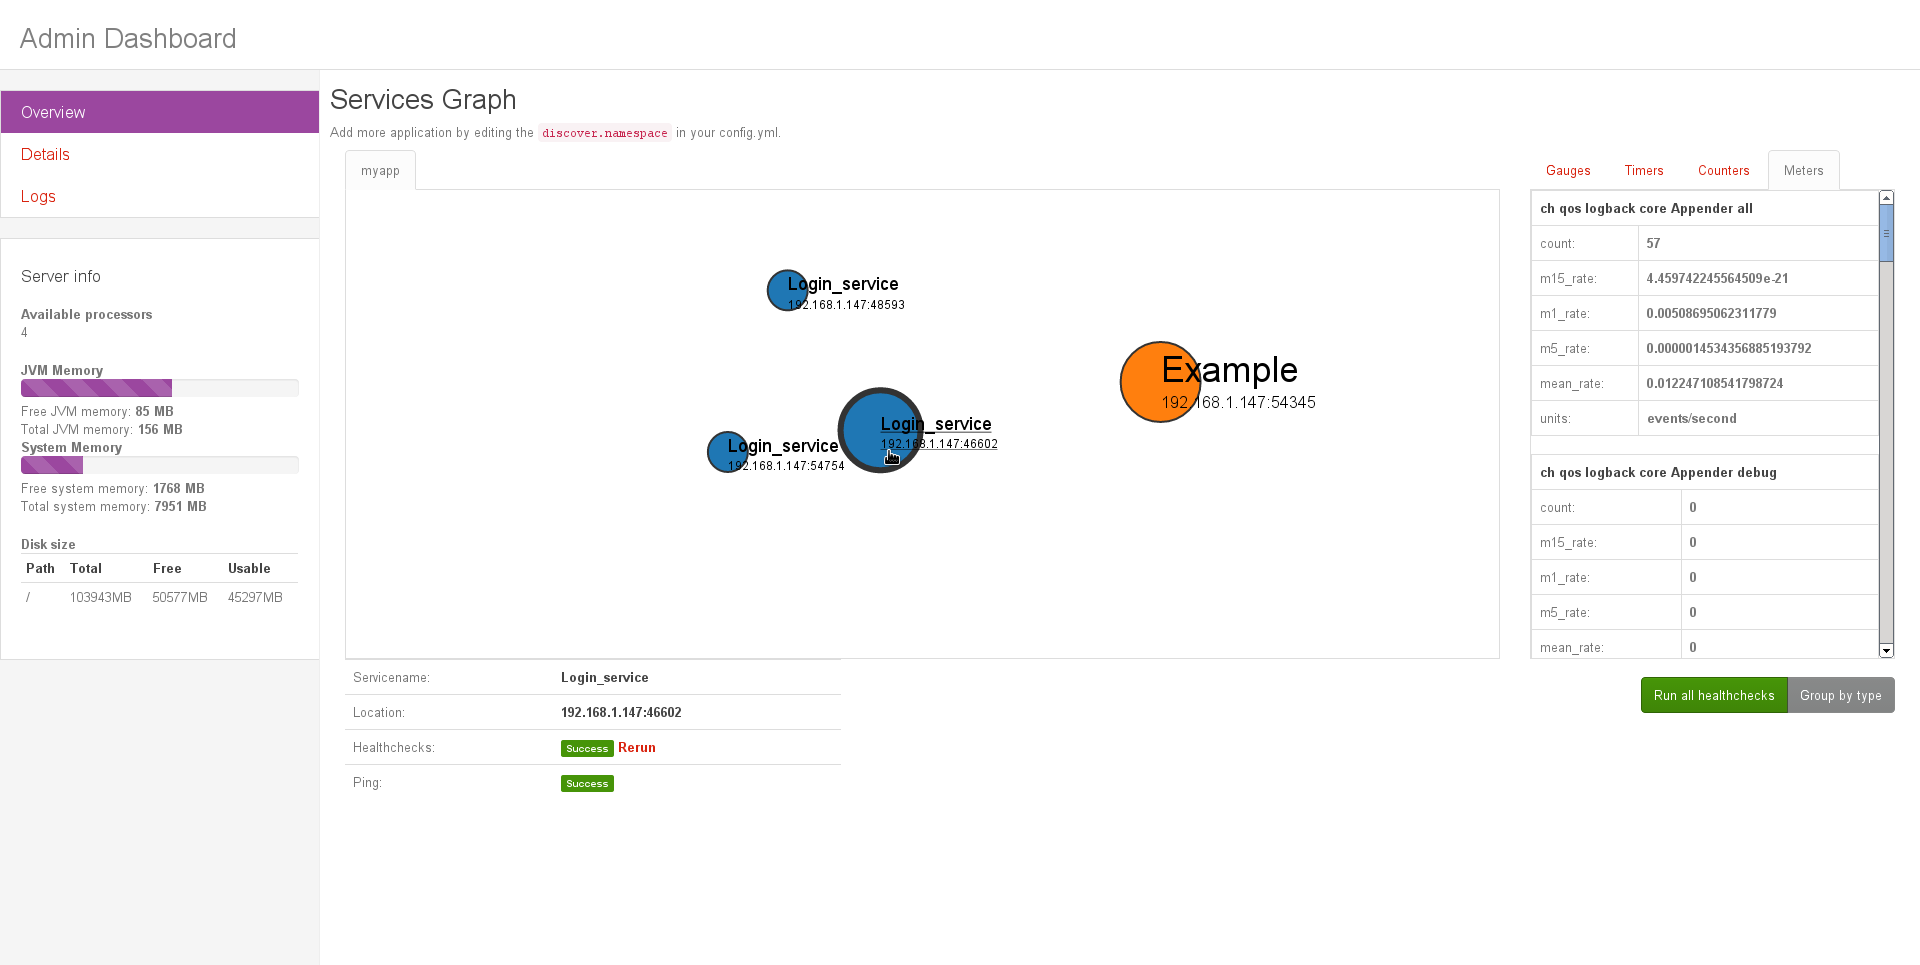 Admin Dashboard
Overview
Details
Logs
Server info
Available processors
4
JVM Memory
Free JVM memory: 85 MB
Total JVM memory: 156 MB
System Memory
Free system memory: 1768 MB
Total system memory: 7951 MB
Disk size
Path Total Free Usable
/ 103943MB 50577MB 45297MB
Services Graph
Add more application by editing the discover.namespace in your config.yml.
myapp
Login_service
192.168.1.147:48593
Example
192.168.1.147:54345
Login_service
192.168.1.147:46602
Login_service
192.168.1.147:54754
Servicename: Login_service
Location: 192.168.1.147:46602
Healthchecks: Success Rerun
Ping: Success
Gauges Timers Counters Meters
ch qos logback core Appender all
count: 57
m15_rate: 4.459742245564509e-21
m1_rate: 0.00508695062311779
m5_rate: 0.0000014534356885193792
mean_rate: 0.012247108541798724
units: events/second
ch qos logback core Appender debug
count: 0
m15_rate: 0
m1_rate: 0
m5_rate: 0
mean_rate: 0
Run all healthchecks Group by type